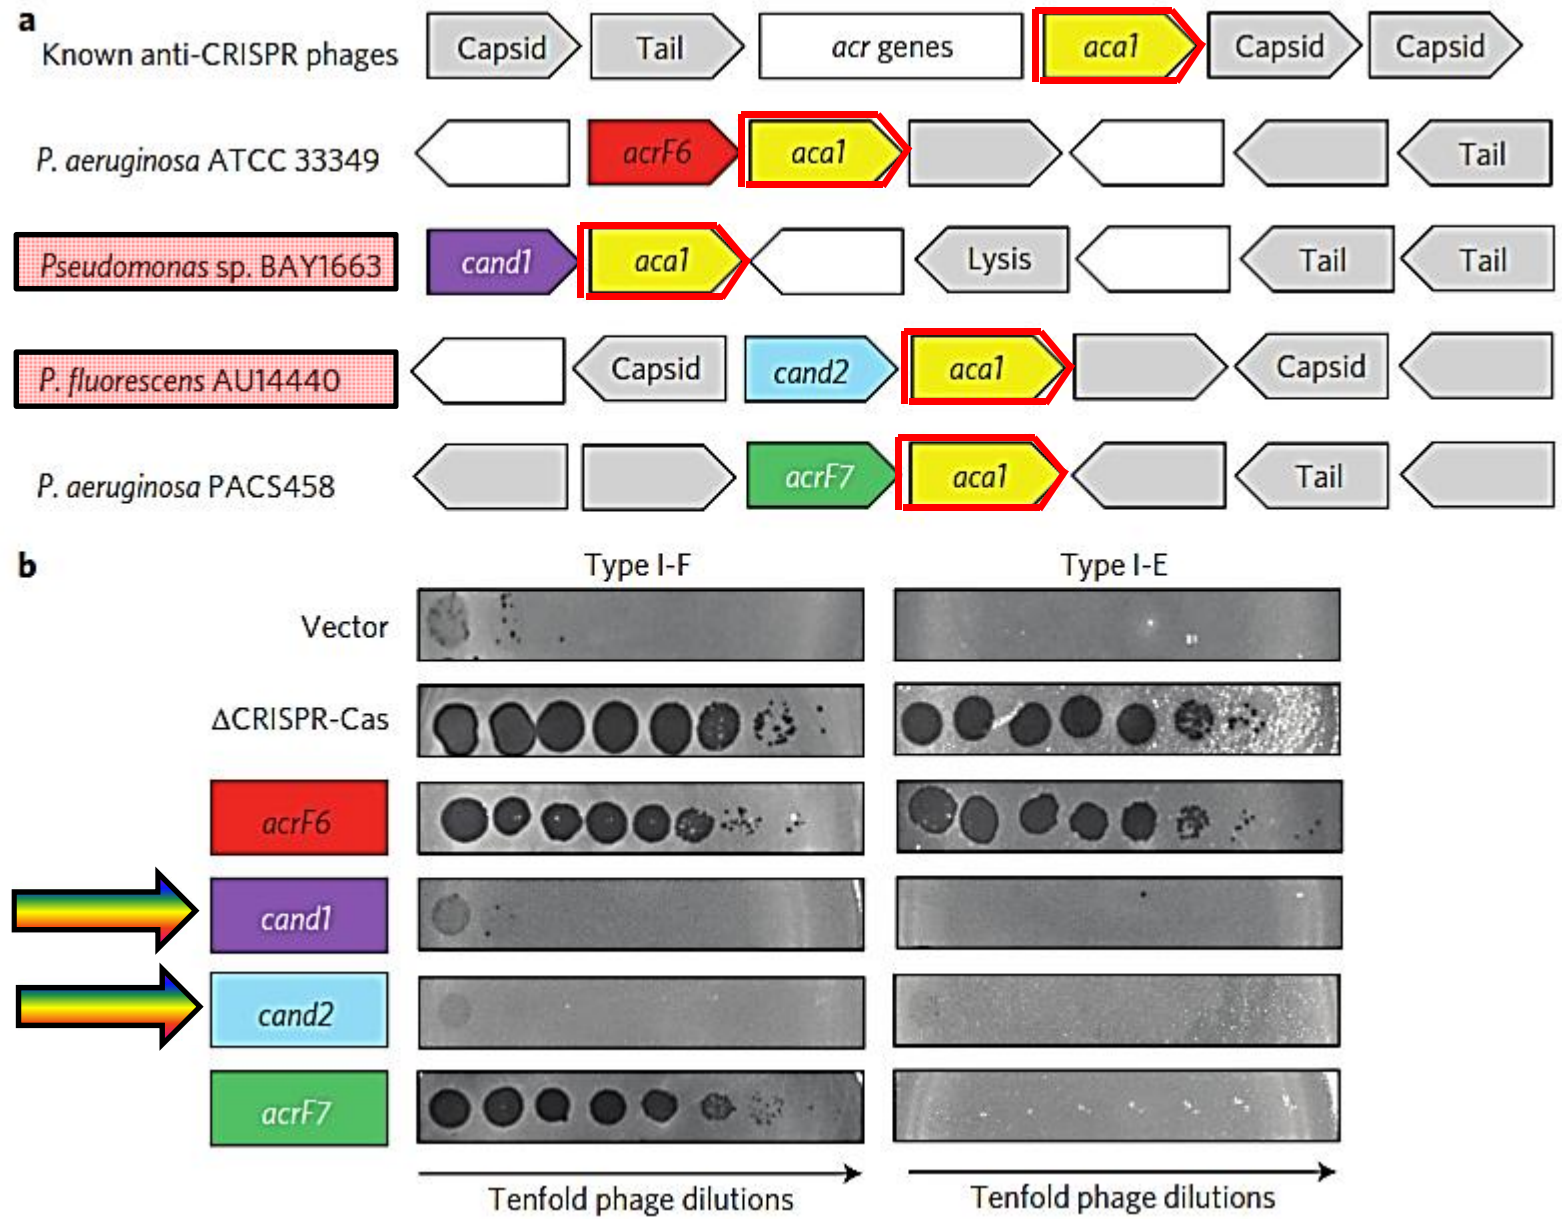 a
Known anti-CRISPR phages Capsid Tail acr genes aca1 Capsid Capsid
P. aeruginosa ATCC 33349 acrF6 aca1 Tail
Pseudomonas sp. BAY1663 cand1 aca1 Lysis Tail Tail
P. fluorescens AU14440 Capsid cand2 aca1 Capsid
P. aeruginosa PACS458 acrF7 aca1 Tail
b
Type I-F Type I-E
Vector
ΔCRISPR-Cas
acrF6
cand1
cand2
acrF7
Tenfold phage dilutions Tenfold phage dilutions